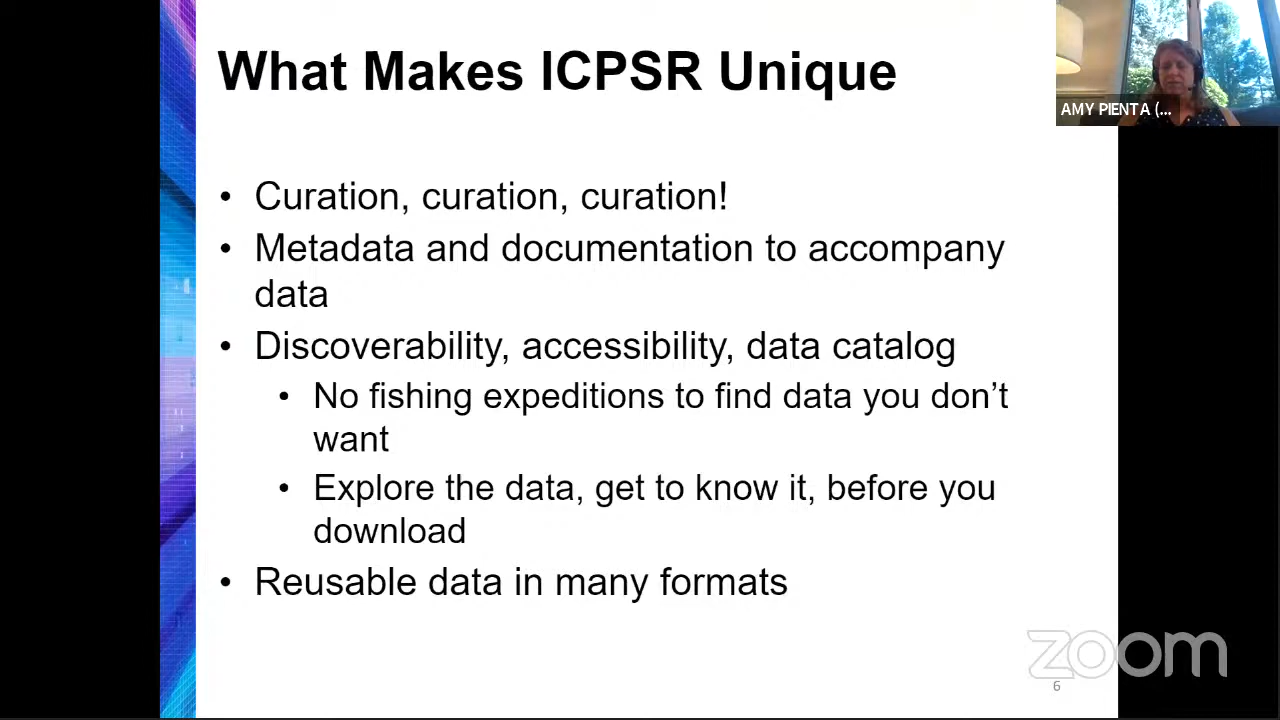 What Makes ICPSR Unique
AMY PIENTA (...
• Curation, curation, curation!
• Metadata and documentation to accompany
data
• Discoverability, accessibility, data catalog
• No fishing expeditions to find data you don’t
want
• Explore the data, get to know it, before you
download
• Reusable data in many formats
zoom
6